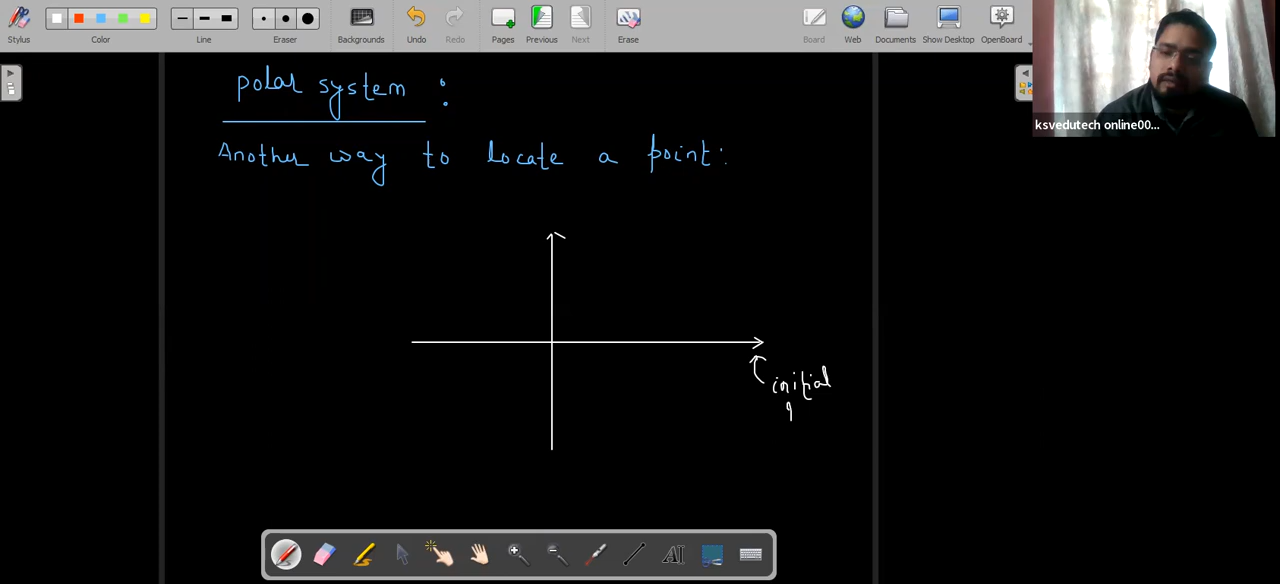 Stylus Color Line Eraser Backgrounds Undo Redo Pages Previous Next Erase Board Web Documents Show Desktop OpenBoard
ksvedutech online00...
polar system :
Another way to locate a point:
initial
AI